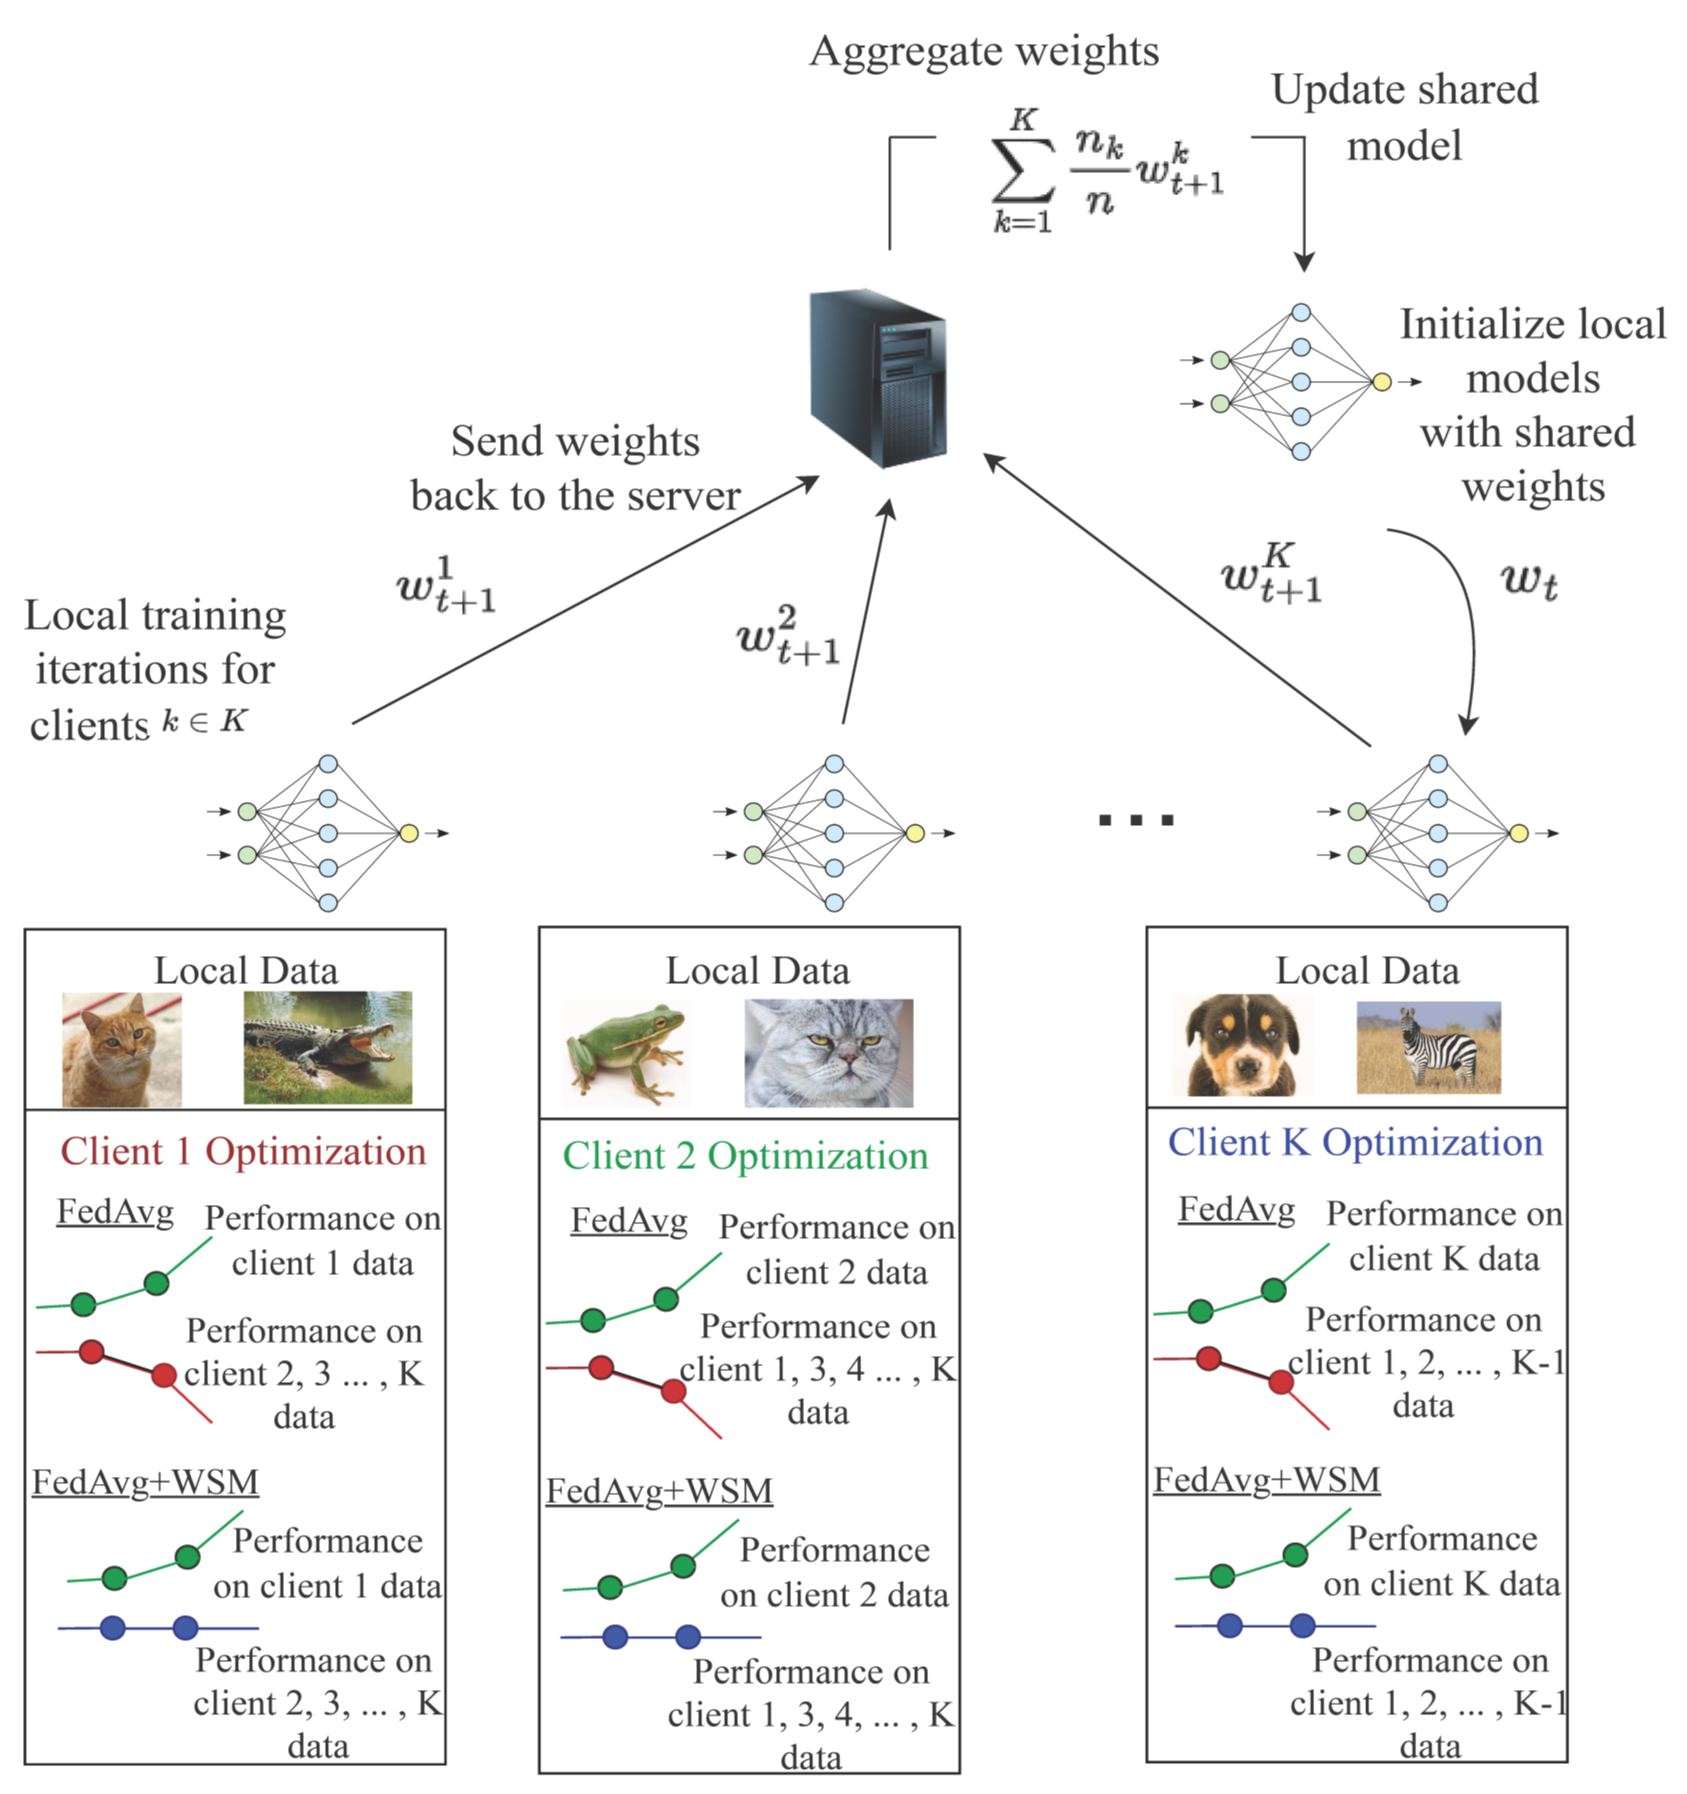 Aggregate weights
Update shared
model
\sum_{k=1}^{K} \frac{n_k}{n} w_{t+1}^k
Initialize local
models
with shared
weights
Send weights
back to the server
w_{t+1}^1
w_{t+1}^2
w_{t+1}^K
w_t
Local training
iterations for
clients k ∈ K
...
Local Data
Client 1 Optimization
FedAvg
Performance on
client 1 data
Performance on
client 2, 3 ... , K
data
FedAvg+WSM
Performance
on client 1 data
Performance on
client 2, 3, ... , K
data
Local Data
Client 2 Optimization
FedAvg
Performance on
client 2 data
Performance on
client 1, 3, 4 ... , K
data
FedAvg+WSM
Performance
on client 2 data
Performance on
client 1, 3, 4, ... , K
data
Local Data
Client K Optimization
FedAvg
Performance on
client K data
Performance on
client 1, 2, ... , K-1
data
FedAvg+WSM
Performance
on client K data
Performance on
client 1, 2, ... , K-1
data